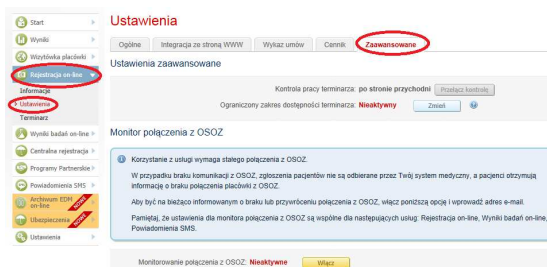 Start
Wyniki
Wizytówka placówki
Rejestracja on-line
Informacje
Ustawienia
Terminarz
Wyniki badań on-line
Centralna rejestracja
Programy Partnerskie
Powiadomienia SMS
Archiwum EDM on-line NOWE
Ubezpieczenia NOWE
Ustawienia
Ustawienia
Ogólne Integracja ze stroną WWW Wykaz umów Cennik Zaawansowane
Ustawienia zaawansowane
Kontrola pracy terminarza: po stronie przychodni Przełącz kontrolę
Ograniczony zakres dostępności terminarza: Nieaktywny Zmień
Monitor połączenia z OSOZ
Korzystanie z usługi wymaga stałego połączenia z OSOZ.
W przypadku braku komunikacji z OSOZ, zgłoszenia pacjentów nie są odbierane przez Twój system medyczny, a pacjenci otrzymują
informację o braku połączenia placówki z OSOZ.
Aby być na bieżąco informowanym o braku lub przywróceniu połączenia z OSOZ, włącz poniższą opcję i wprowadź adres e-mail.
Pamiętaj, że ustawienia dla monitora połączenia z OSOZ są wspólne dla następujących usług: Rejestracja on-line, Wyniki badań on-line,
Powiadomienia SMS.
Monitorowanie połączenia z OSOZ: Nieaktywne Włącz